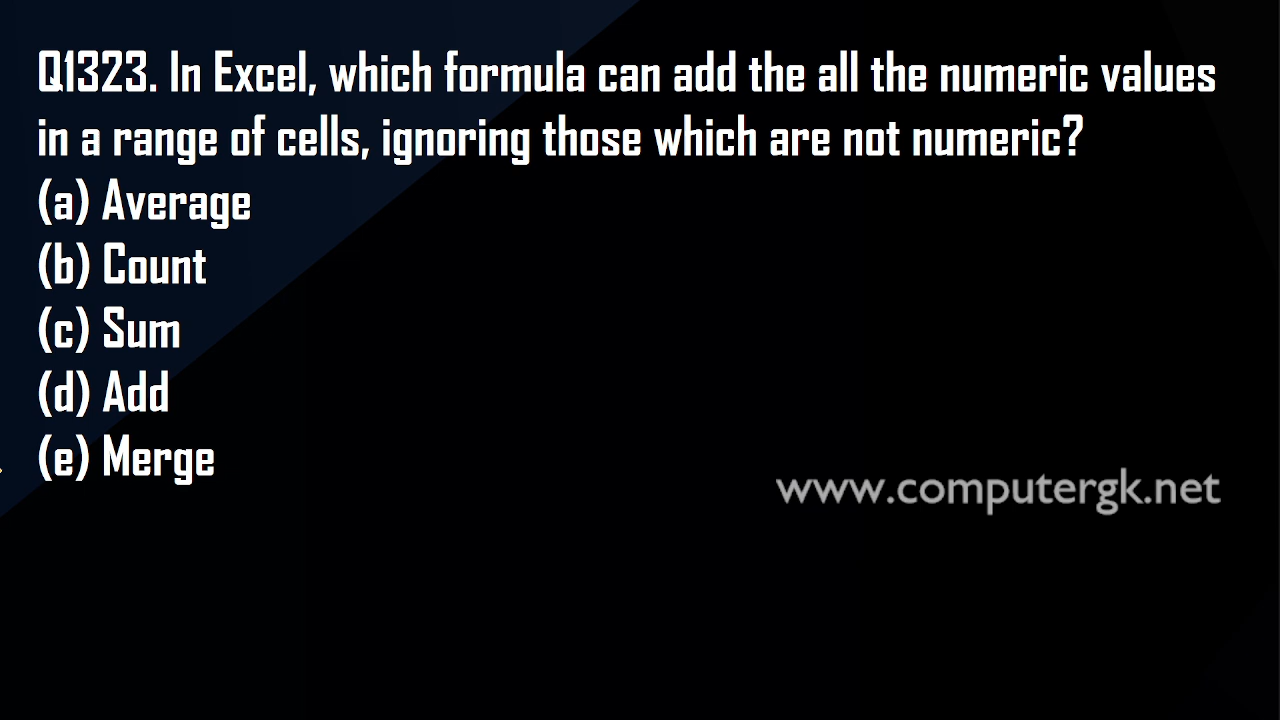 Q1323. In Excel, which formula can add the all the numeric values
in a range of cells, ignoring those which are not numeric?
(a) Average
(b) Count
(c) Sum
(d) Add
(e) Merge
www.computergk.net